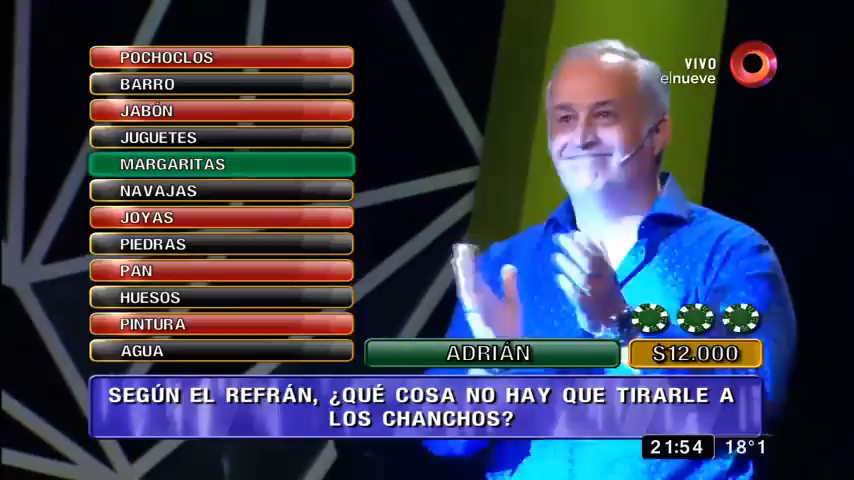 POCHOCLOS
BARRO
JABÓN
JUGUETES
MARGARITAS
NAVAJAS
JOYAS
PIEDRAS
PAN
HUESOS
PINTURA
AGUA
VIVO
elnueve
ADRIÁN
$12.000
SEGÚN EL REFRÁN, ¿QUÉ COSA NO HAY QUE TIRARLE A
LOS CHANCHOS?
21:54 18°1